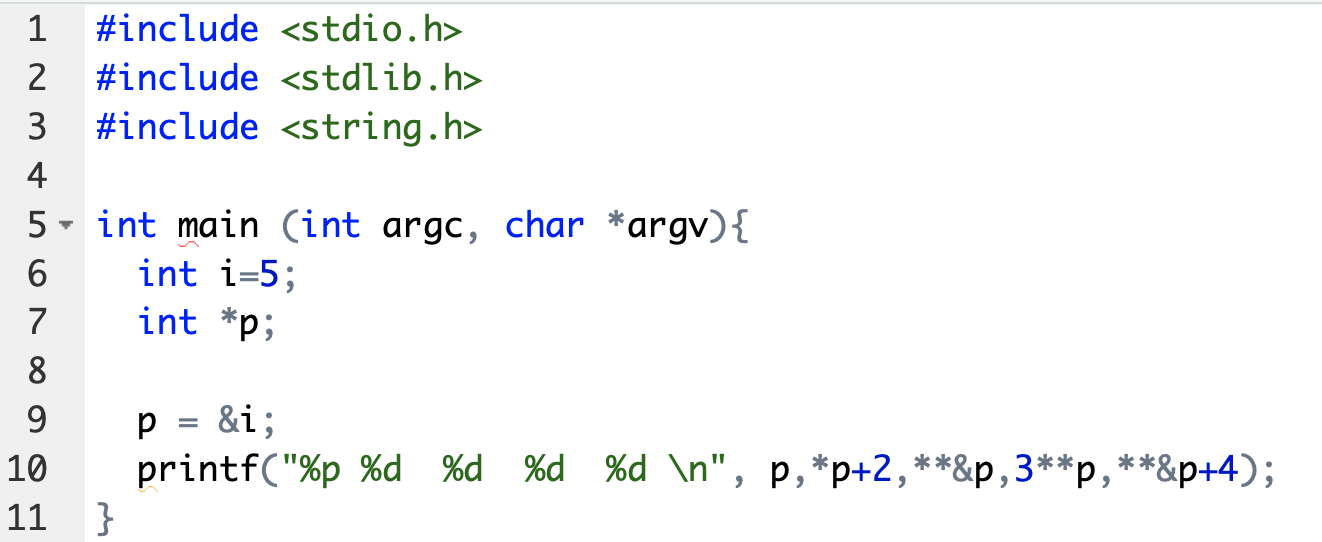 1 #include <stdio.h>
2 #include <stdlib.h>
3 #include <string.h>
4
5 int main (int argc, char *argv){
6   int i=5;
7   int *p;
8
9   p = &i;
10   printf("%p %d  %d  %d  %d \n", p,*p+2,**&p,3**p,**&p+4);
11 }